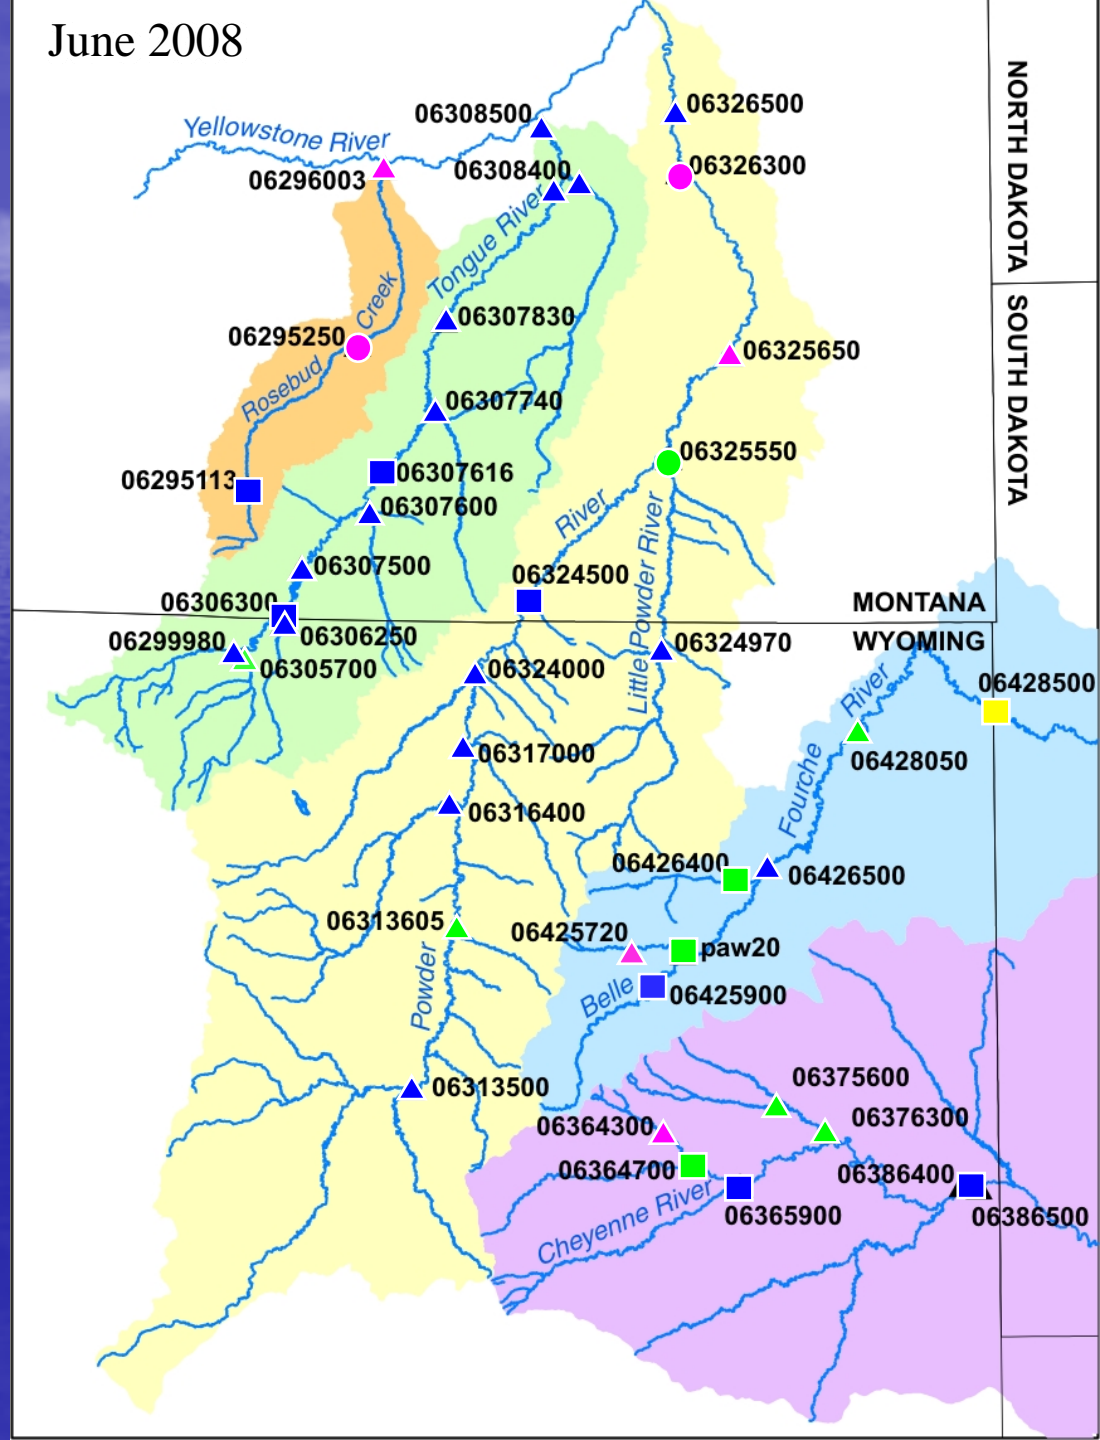 June 2008
NORTH DAKOTA
06308500
06326500
Yellowstone River
06296003
06308400
06326300
Tongue River
Creek
06295250
Rosebud
06307830
SOUTH DAKOTA
06325650
06307740
06325550
06295113
06307616
06307600
River
Little Powder River
06307500
06324500
06306300
MONTANA
06299980
06306250
06324970
WYOMING
06305700
06324000
06428500
River
06317000
06428050
Fourche
06316400
06426400
06426500
06313605
06425720
paw20
Powder
Belle
06425900
06313500
06375600
06376300
06364300
06364700
06386400
Cheyenne River
06365900
06386500